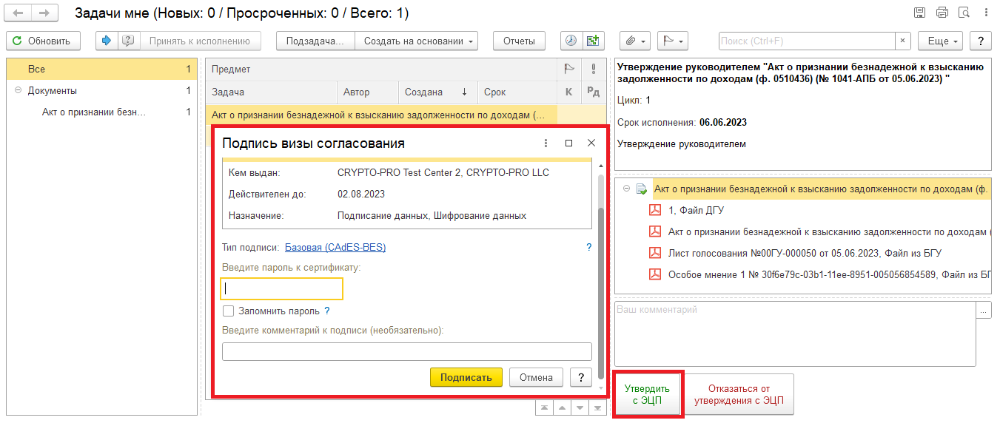 Задачи мне (Новых: 0 / Просроченных: 0 / Всего: 1)
Обновить
Принять к исполнению
Подзадача...
Создать на основании
Отчеты
Поиск (Ctrl+F)
×
Еще
?
Все 1
Документы 1
Акт о признании безн... 1
Предмет
Задача Автор Создана ↓ Срок К РД
Акт о признании безнадежной к взысканию задолженности по доходам (...
Подпись визы согласования
Кем выдан: CRYPTO-PRO Test Center 2, CRYPTO-PRO LLC
Действителен до: 02.08.2023
Назначение: Подписание данных, Шифрование данных
Тип подписи: Базовая (CAdES-BES) ?
Введите пароль к сертификату:
Запомнить пароль ?
Введите комментарий к подписи (необязательно):
Подписать
Отмена
?
Утверждение руководителем "Акт о признании безнадежной к взысканию
задолженности по доходам (ф. 0510436) (№ 1041-АПБ от 05.06.2023) "
Цикл: 1
Срок исполнения: 06.06.2023
Утверждение руководителем
Акт о признании безнадежной к взысканию задолженности по доходам (ф.
1, Файл ДГУ
Акт о признании безнадежной к взысканию задолженности по доходам (
Лист голосования №00ГУ-000050 от 05.06.2023, Файл из БГУ
Особое мнение 1 № 30f6e79c-03b1-11ee-8951-005056854589, Файл из БГ
Ваш комментарий
...
Утвердить
с ЭЦП
Отказаться от
утверждения с ЭЦП